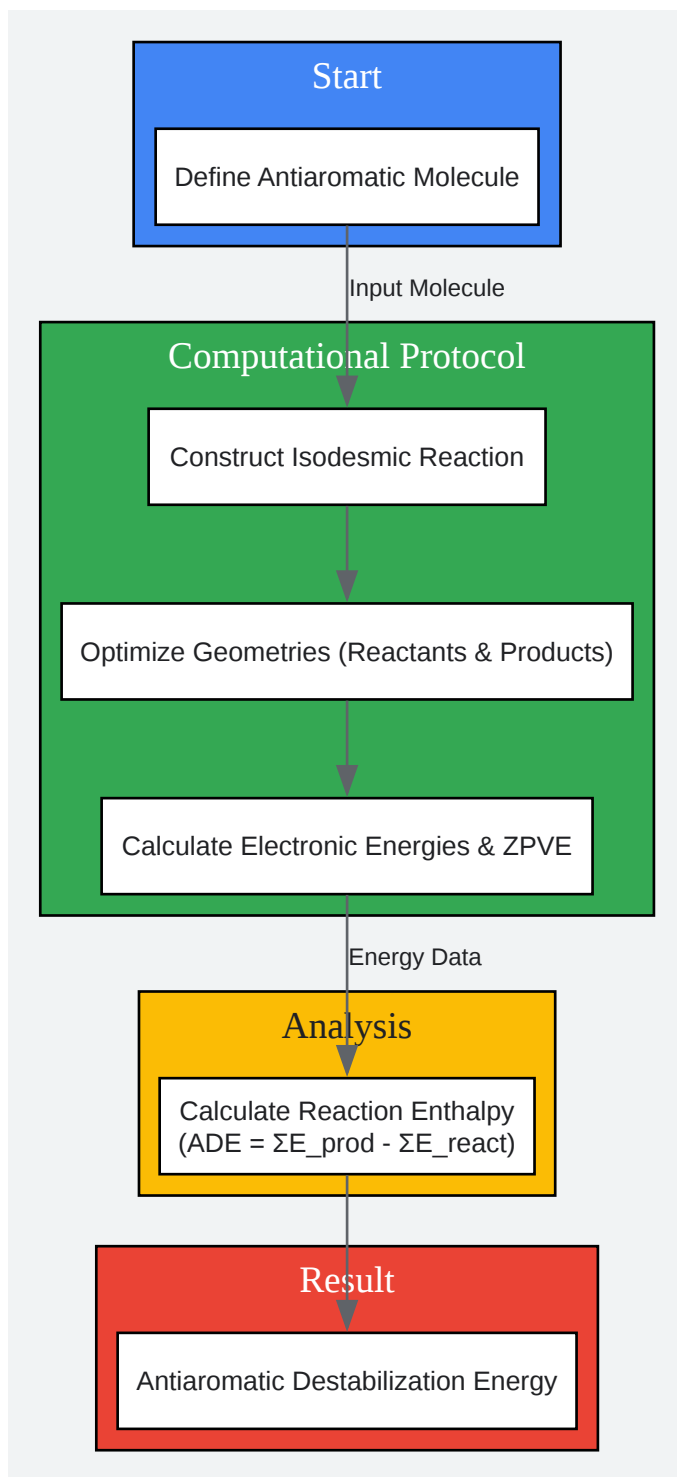 Start
Define Antiaromatic Molecule
Input Molecule
Computational Protocol
Construct Isodesmic Reaction
Optimize Geometries (Reactants & Products)
Calculate Electronic Energies & ZPVE
Energy Data
Analysis
Calculate Reaction Enthalpy
(ADE = ΣE_prod - ΣE_react)
Result
Antiaromatic Destabilization Energy